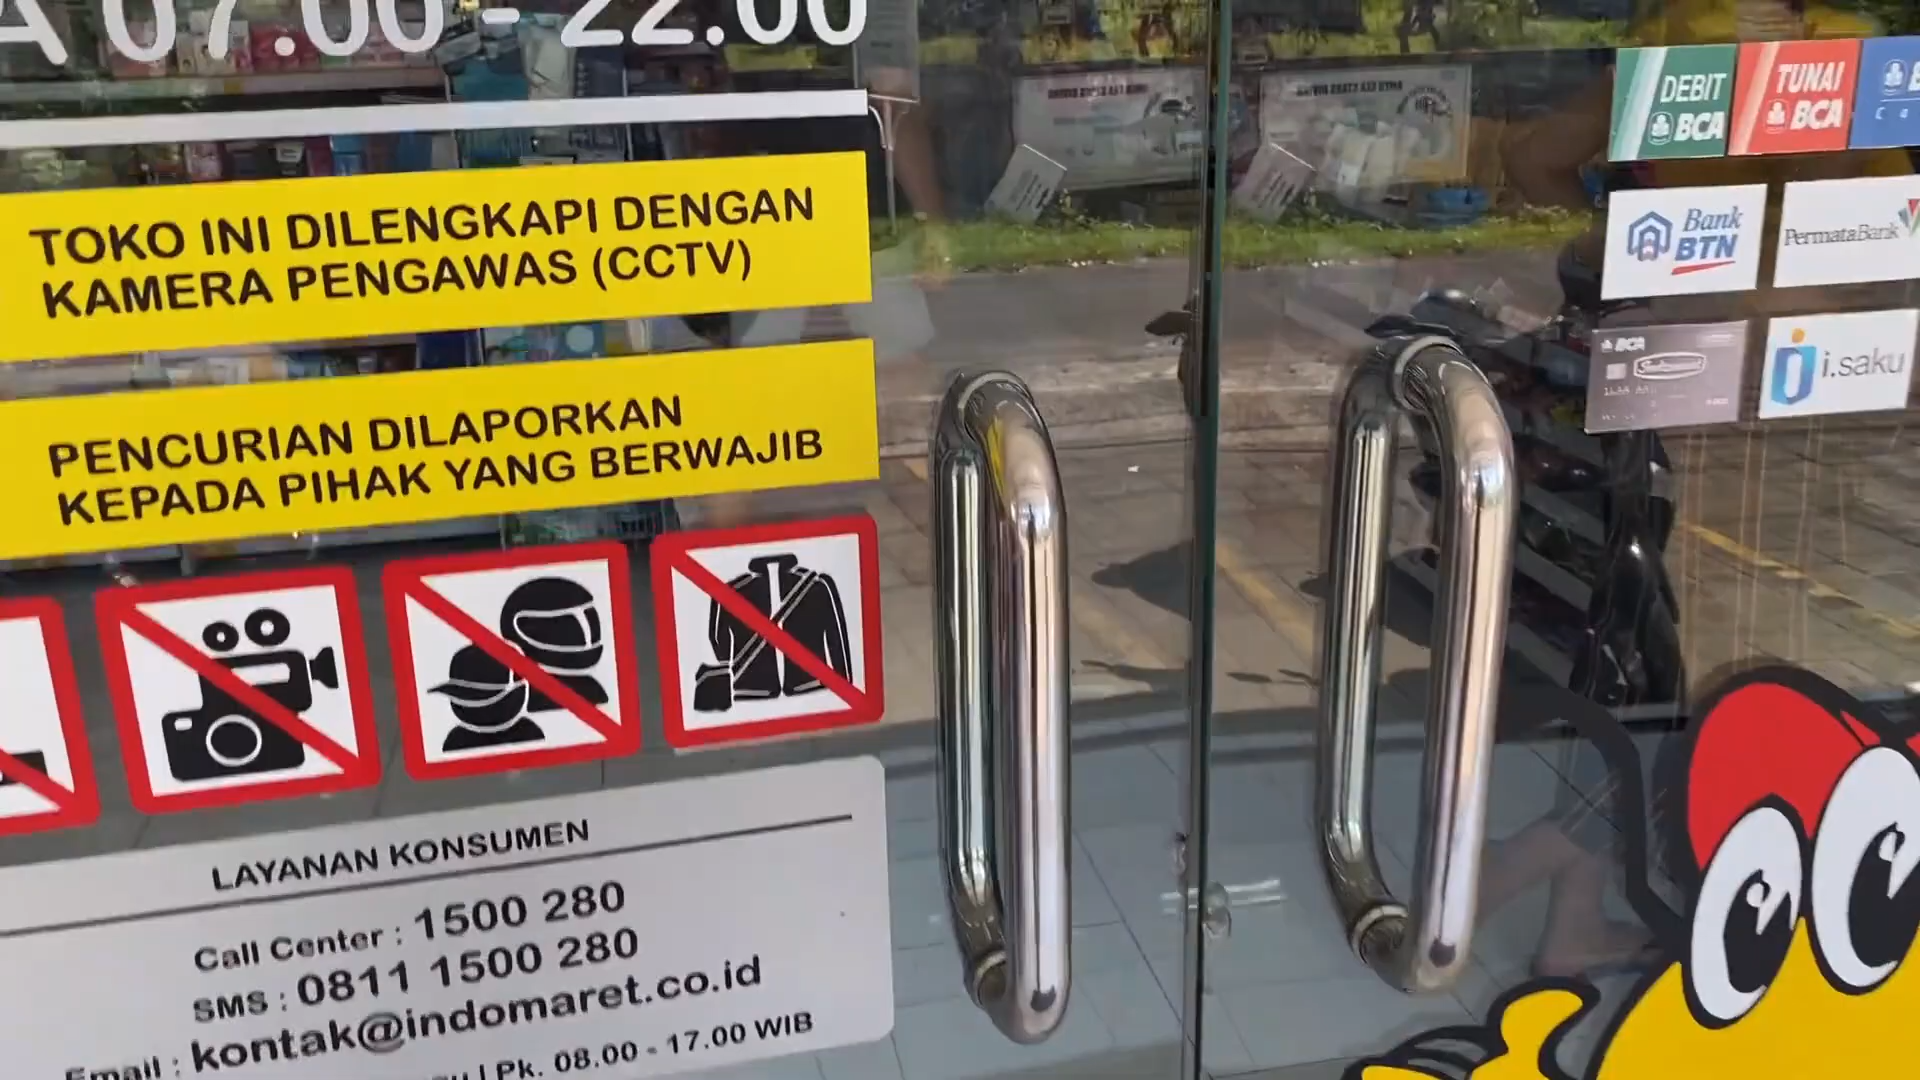 07.00 - 22.00
TOKO INI DILENGKAPI DENGAN
KAMERA PENGAWAS (CCTV)
PENCURIAN DILAPORKAN
KEPADA PIHAK YANG BERWAJIB
LAYANAN KONSUMEN
Call Center : 1500 280
SMS : 0811 1500 280
Email : kontak@indomaret.co.id
Pk. 08.00 - 17.00 WIB
DEBIT
BCA
TUNAI
BCA
Bank
BTN
PermataBank
BCA
i.saku